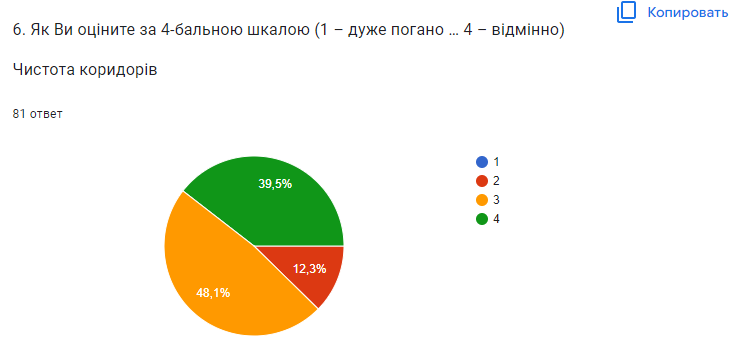 Копировать
6. Як Ви оціните за 4-бальною шкалою (1 – дуже погано ... 4 – відмінно)
Чистота коридорів
81 ответ
39,5%
12,3%
48,1%
1
2
3
4